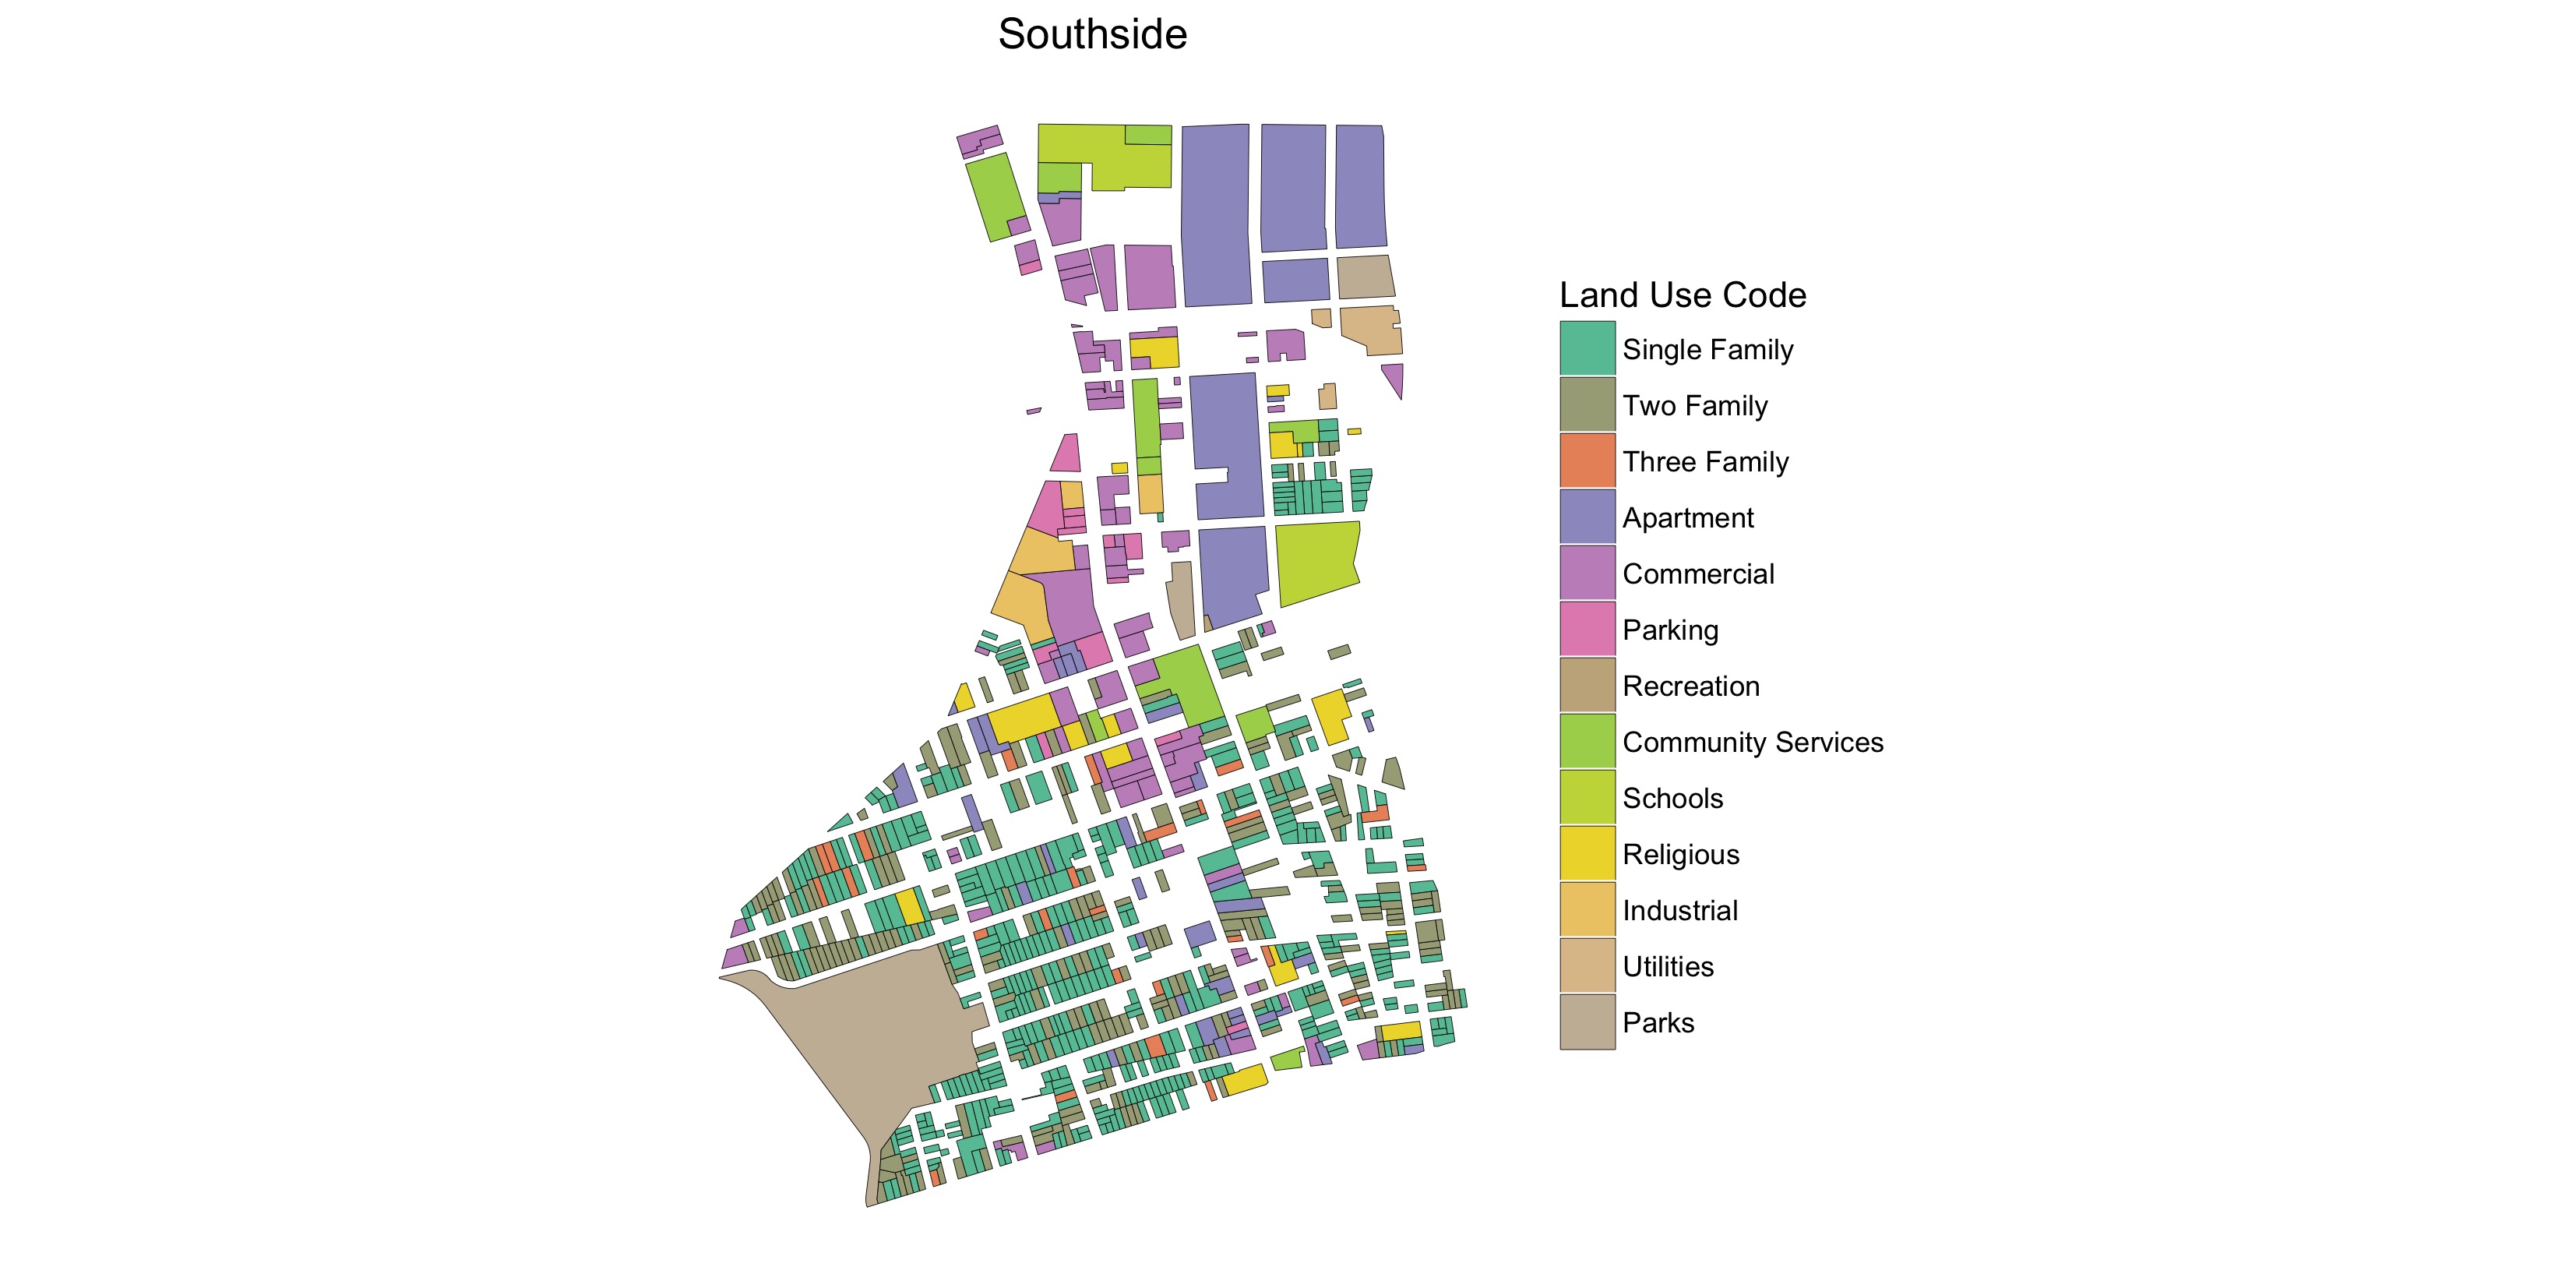 Southside
Land Use Code
Single Family
Two Family
Three Family
Apartment
Commercial
Parking
Recreation
Community Services
Schools
Religious
Industrial
Utilities
Parks